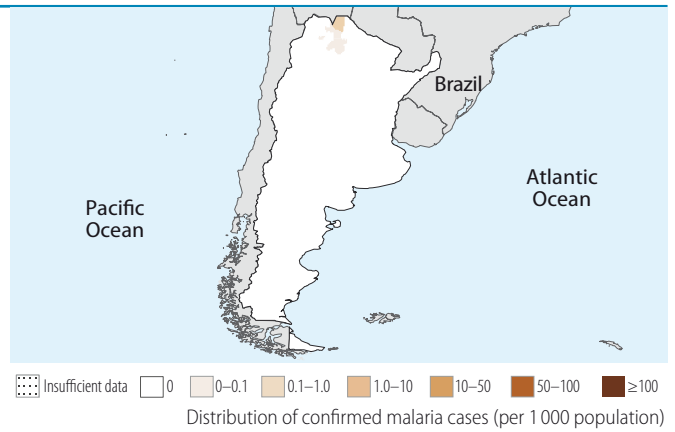 Brazil
Atlantic
Ocean
Pacific
Ocean
Insufficient data 0 0–0.1 0.1–1.0 1.0–10 10–50 50–100 ≥100
Distribution of confirmed malaria cases (per 1 000 population)